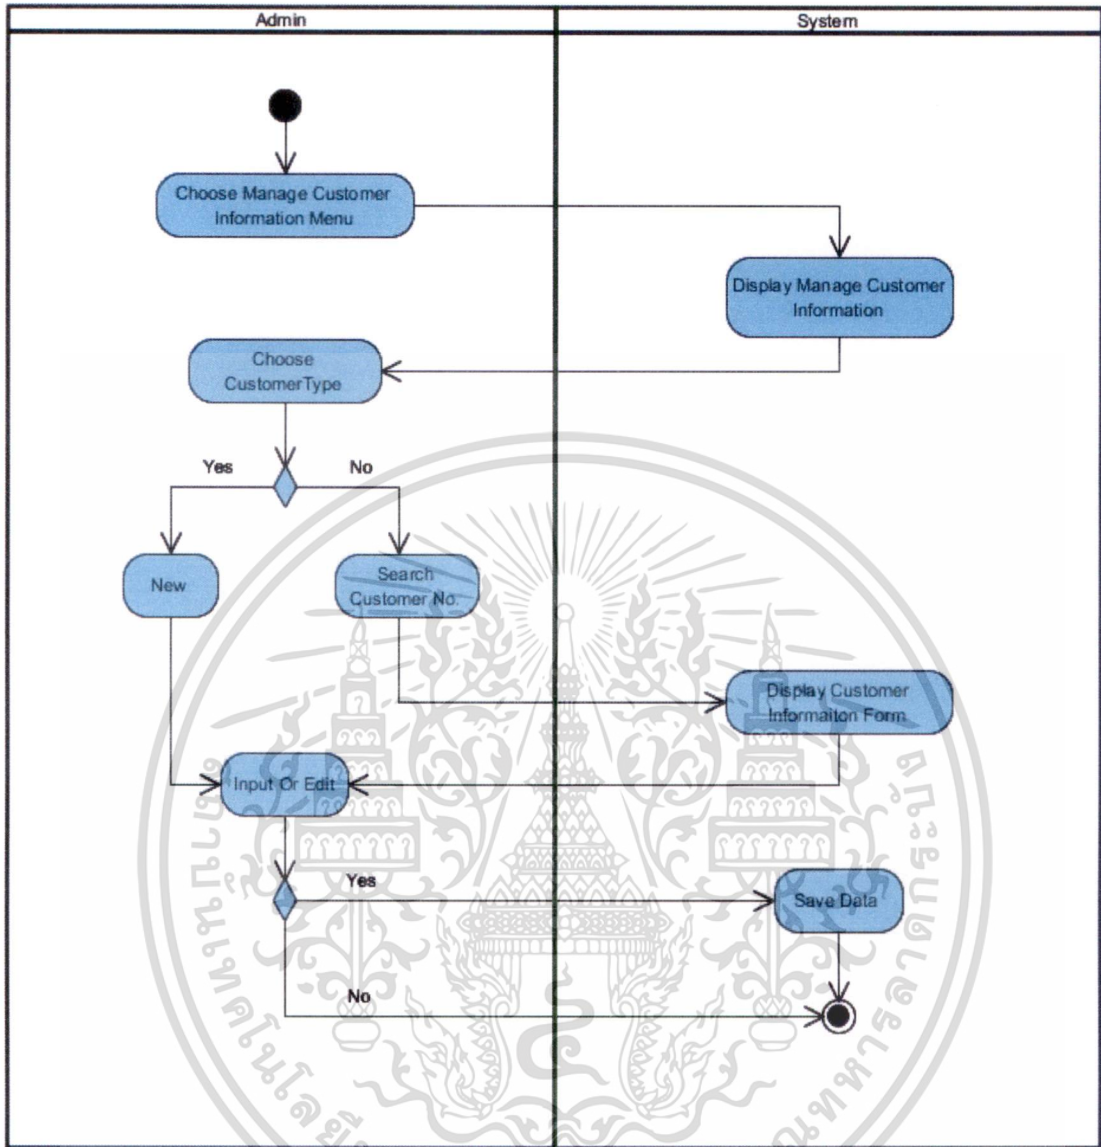 Admin
System
Choose Manage Customer
Information Menu
Display Manage Customer
Information
Choose
CustomerType
Yes
No
New
Search
Customer No.
Display Customer
Informaiton Form
Input Or Edit
Yes
Save Data
No